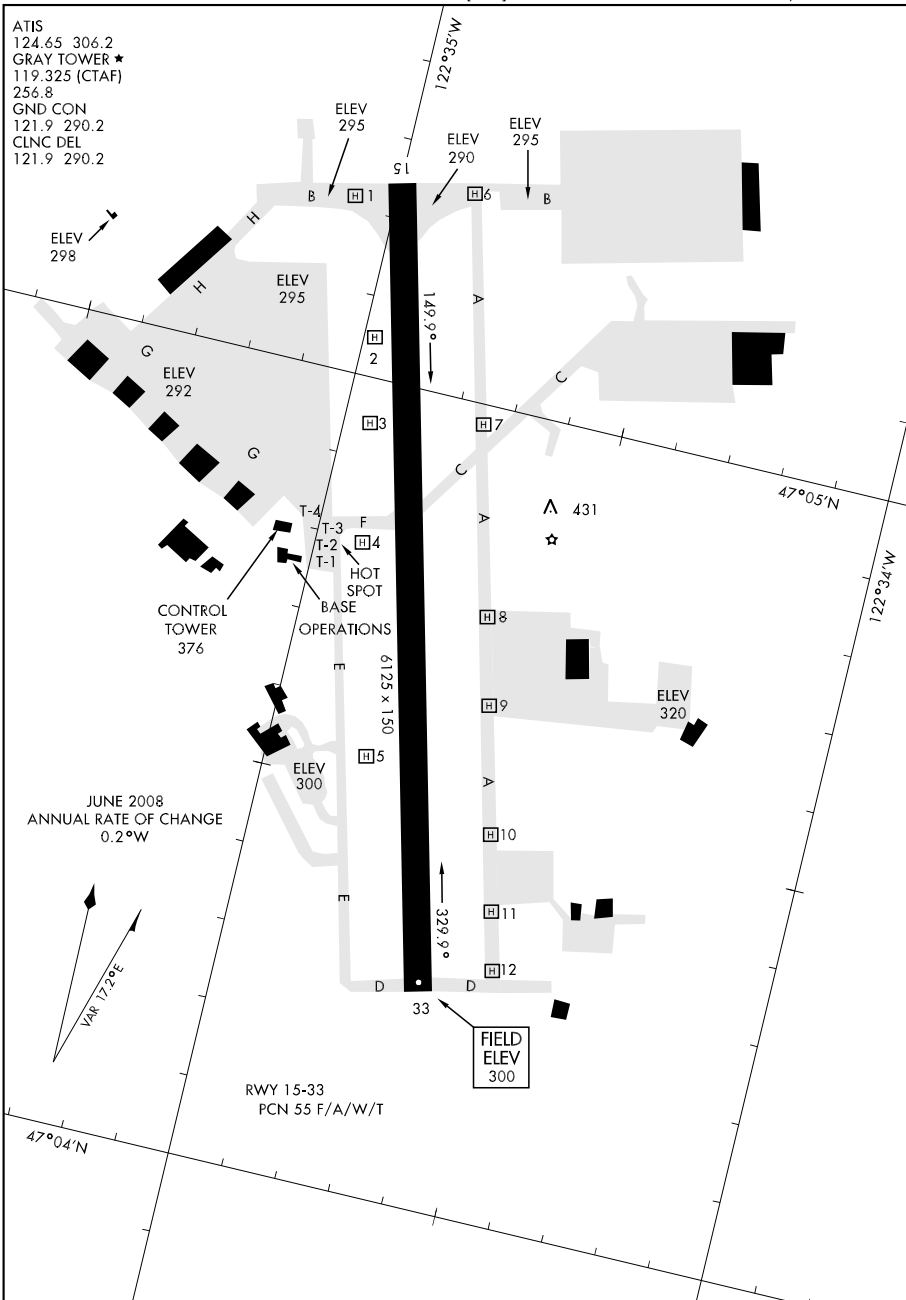 ATIS
124.65 306.2
GRAY TOWER ★
119.325 (CTAF)
256.8
GND CON
121.9 290.2
CLNC DEL
121.9 290.2
122°35'W
ELEV
295
ELEV
290
ELEV
295
15
B
H 1
H 6
B
H
ELEV
298
H
ELEV
295
149.9°
A
H
2
G
ELEV
292
C
H 3
H 7
G
C
47°05'N
T-4
T-3
T-2
T-1
F
H 4
A
431
HOT
SPOT
CONTROL
TOWER
376
BASE
OPERATIONS
122°34'W
H 8
E
6125 x 150
H 9
ELEV
320
H 5
ELEV
300
A
JUNE 2008
ANNUAL RATE OF CHANGE
0.2°W
H 10
E
329.9°
H 11
VAR 17.2°E
H 12
D
D
33
FIELD
ELEV
300
RWY 15-33
PCN 55 F/A/W/T
47°04'N